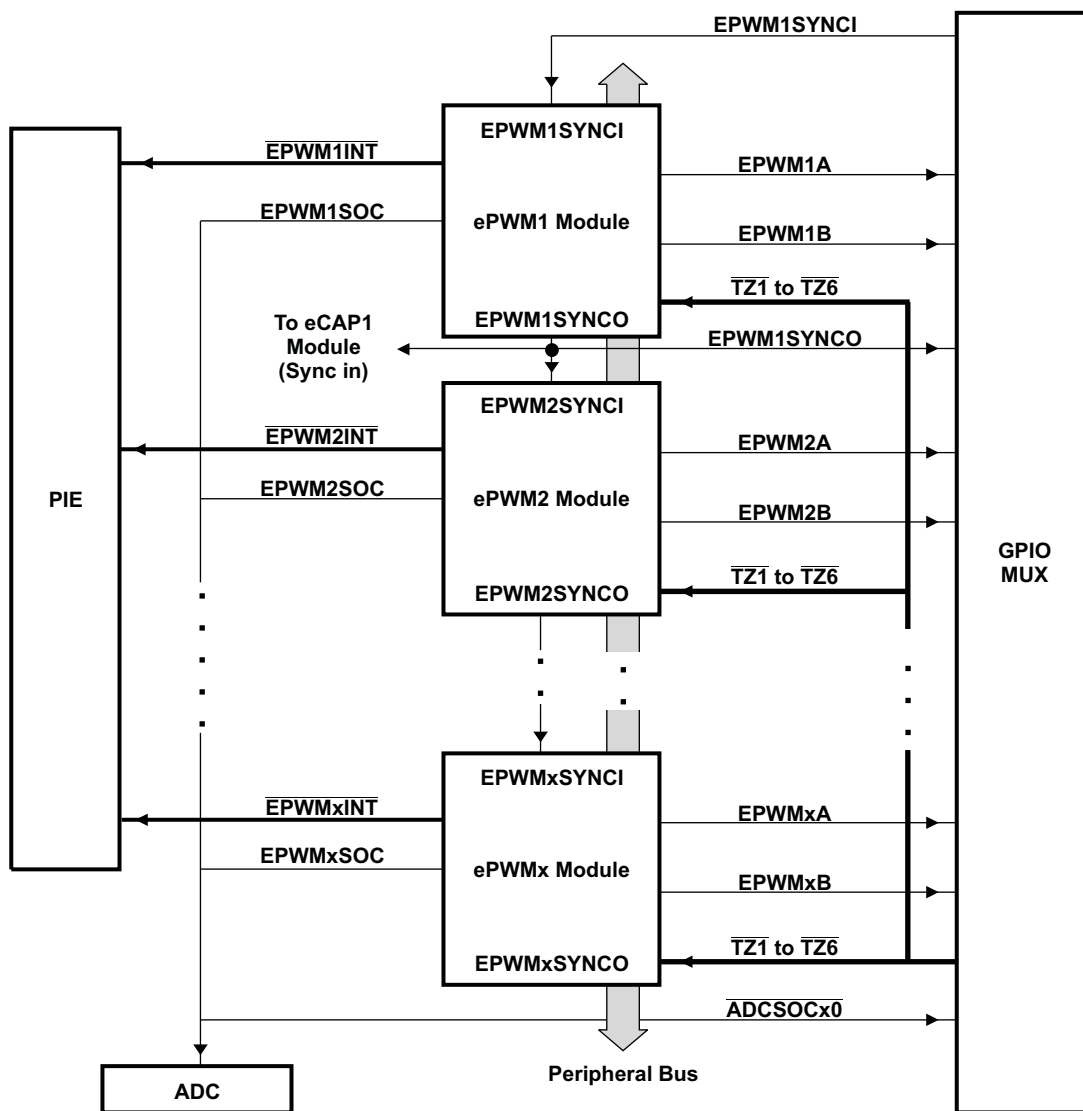 EPWM1SYNCI
EPWM1SYNCI
EPWM1INT
EPWM1A
EPWM1SOC
ePWM1 Module
EPWM1B
TZ1 to TZ6
To eCAP1
Module
(Sync in)
EPWM1SYNCO
EPWM1SYNCO
EPWM2SYNCI
EPWM2INT
EPWM2A
PIE
EPWM2SOC
ePWM2 Module
EPWM2B
GPIO
MUX
TZ1 to TZ6
EPWM2SYNCO
EPWMxSYNCI
EPWMxINT
EPWMxA
EPWMxSOC
ePWMx Module
EPWMxB
TZ1 to TZ6
EPWMxSYNCO
ADCSOCx0
Peripheral Bus
ADC